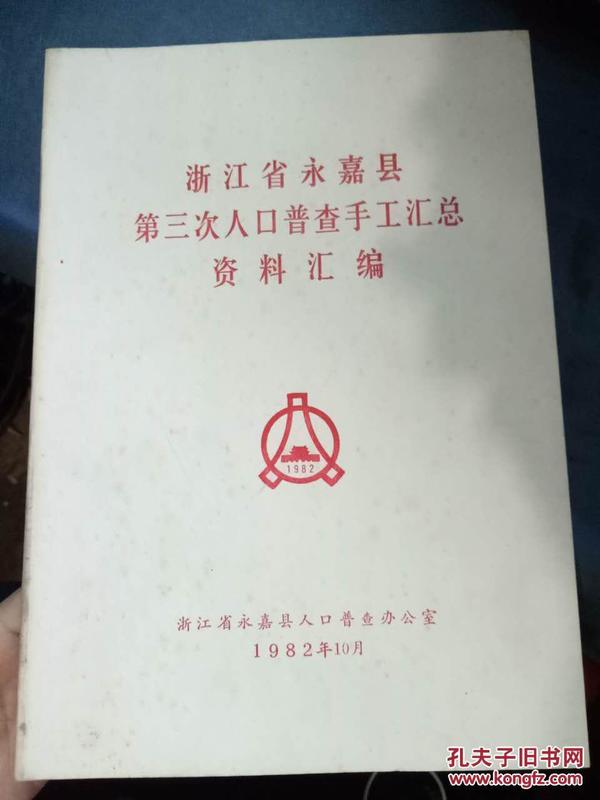 浙江省永嘉县
第三次人口普查手工汇总
资料汇编
1982
浙江省永嘉县人口普查办公室
1982年10月
孔夫子旧书网
www.kongfz.com